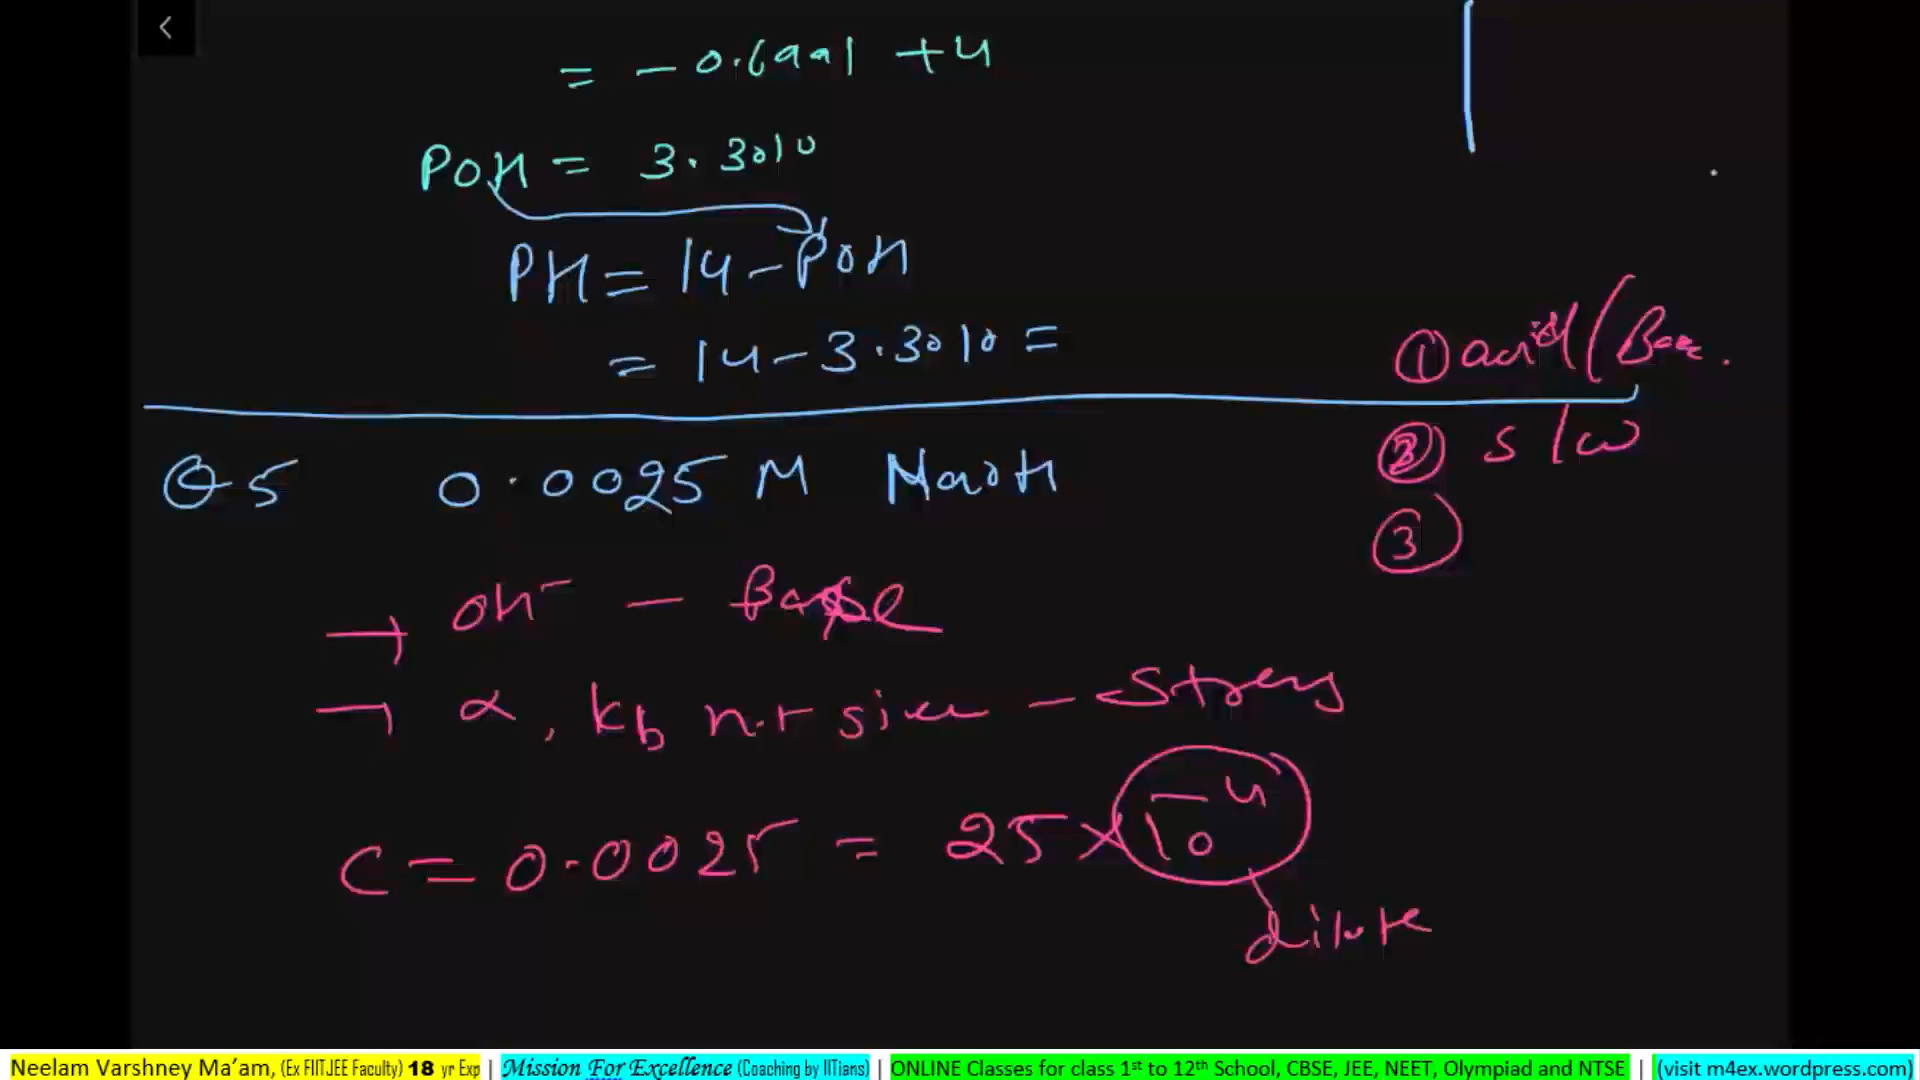 = - 0.6991 + 4
POH = 3.3010
PH = 14 - POH
= 14 - 3.3010 =
① acid / Base.
Q5 0.0025 M NaOH
② S/W
③
→ OH⁻ - Base
→ α, kb not given - Strong
C = 0.0025 = 25 × 10⁻⁴
dilute
Neelam Varshney Ma'am, (Ex FIITJEE Faculty) 18 yr Exp | Mission For Excellence (Coaching by IITians) | ONLINE Classes for class 1st to 12th School, CBSE, JEE, NEET, Olympiad and NTSE | (visit m4ex.wordpress.com)